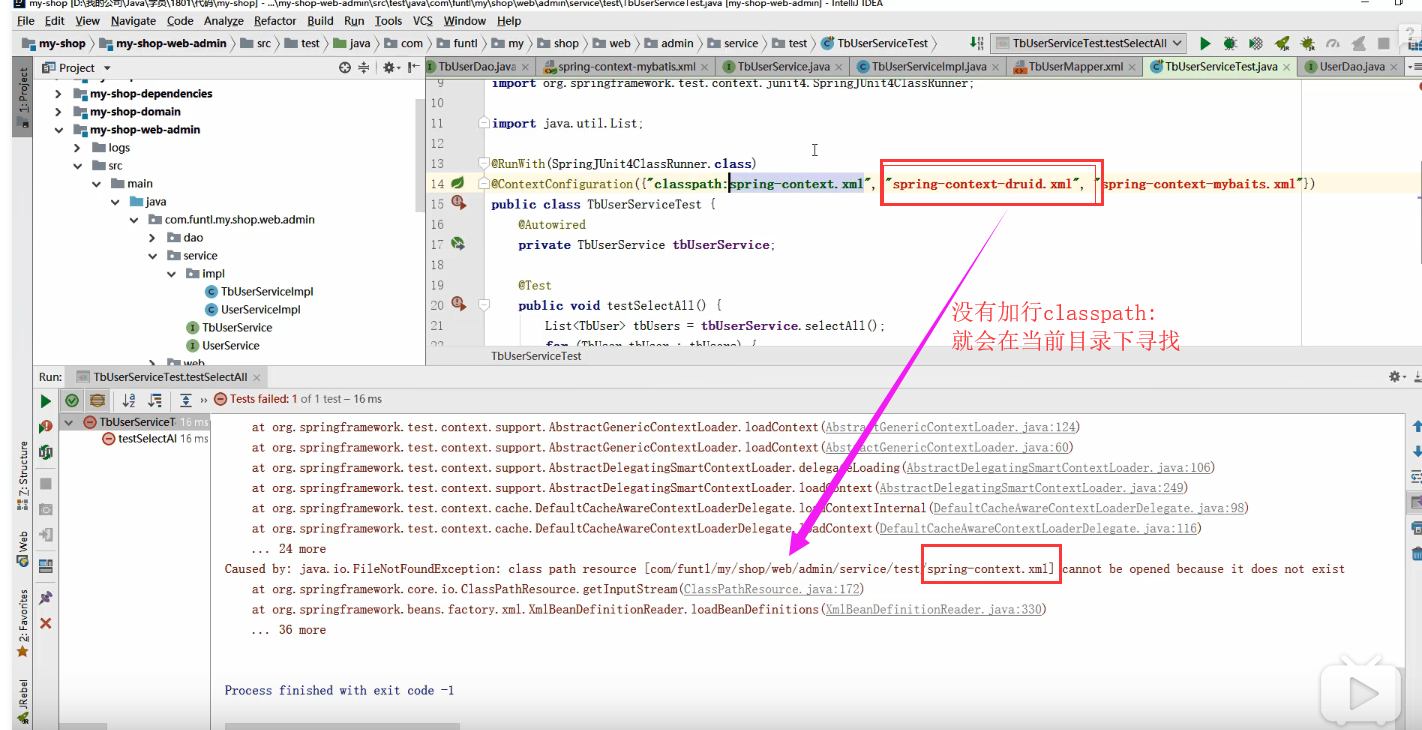 my-shop [D:\我的公司\Java\学员\1801\代码\my-shop] - ...\my-shop-web-admin\src\test\java\com\funtl\my\shop\web\admin\service\test\TbUserServiceTest.java [my-shop-web-admin] - IntelliJ IDEA
File Edit View Navigate Code Analyze Refactor Build Run Tools VCS Window Help
my-shop my-shop-web-admin src test java com funtl my shop web admin service test TbUserServiceTest TbUserServiceTest.testSelectAll
Project TbUserDao.java spring-context-mybatis.xml TbUserService.java TbUserServiceImpl.java TbUserMapper.xml TbUserServiceTest.java UserDao.java
1: Project
my-shop-dependencies
my-shop-domain
my-shop-web-admin
logs
src
main
java
com.funtl.my.shop.web.admin
dao
service
impl
TbUserServiceImpl
UserServiceImpl
TbUserService
UserService
web
9 import org.springframework.test.context.junit4.SpringJUnit4ClassRunner;
10
11 import java.util.List;
12
13 @RunWith(SpringJUnit4ClassRunner.class)
14 @ContextConfiguration({"classpath:spring-context.xml", "spring-context-druid.xml", "spring-context-mybaits.xml"})
15 public class TbUserServiceTest {
16 @Autowired
17 private TbUserService tbUserService;
18
19 @Test
20 public void testSelectAll() {
21 List<TbUser> tbUsers = tbUserService.selectAll();
22 for (TbUser tbUser : tbUsers) {
TbUserServiceTest
没有加行classpath:
就会在当前目录下寻找
Run: TbUserServiceTest.testSelectAll
Tests failed: 1 of 1 test – 16 ms
TbUserServiceT 16 ms
testSelectAl 16 ms
at org.springframework.test.context.support.AbstractGenericContextLoader.loadContext(AbstractGenericContextLoader.java:124)
at org.springframework.test.context.support.AbstractGenericContextLoader.loadContext(AbstractGenericContextLoader.java:60)
at org.springframework.test.context.support.AbstractDelegatingSmartContextLoader.delegateLoading(AbstractDelegatingSmartContextLoader.java:106)
at org.springframework.test.context.support.AbstractDelegatingSmartContextLoader.loadContext(AbstractDelegatingSmartContextLoader.java:249)
at org.springframework.test.context.cache.DefaultCacheAwareContextLoaderDelegate.loadContextInternal(DefaultCacheAwareContextLoaderDelegate.java:98)
at org.springframework.test.context.cache.DefaultCacheAwareContextLoaderDelegate.loadContext(DefaultCacheAwareContextLoaderDelegate.java:116)
... 24 more
Caused by: java.io.FileNotFoundException: class path resource [com/funtl/my/shop/web/admin/service/test/spring-context.xml] cannot be opened because it does not exist
at org.springframework.core.io.ClassPathResource.getInputStream(ClassPathResource.java:172)
at org.springframework.beans.factory.xml.XmlBeanDefinitionReader.loadBeanDefinitions(XmlBeanDefinitionReader.java:330)
... 36 more
Process finished with exit code -1
7: Structure
Web
2: Favorites
JRebel